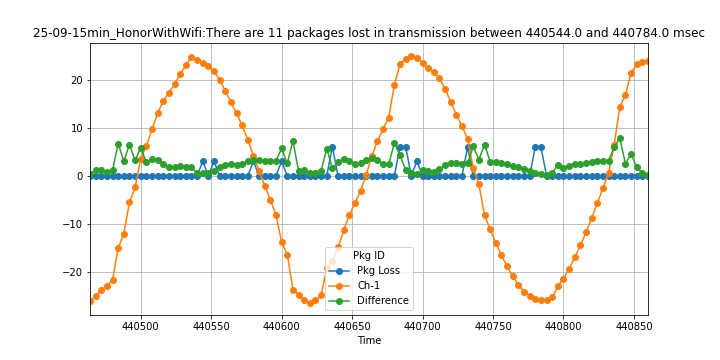 25-09-15min_HonorWithWifi:There are 11 packages lost in transmission between 440544.0 and 440784.0 msec
20
10
0
−10
−20
Pkg ID
Pkg Loss
Ch-1
Difference
440500 440550 440600 440650 440700 440750 440800 440850
Time